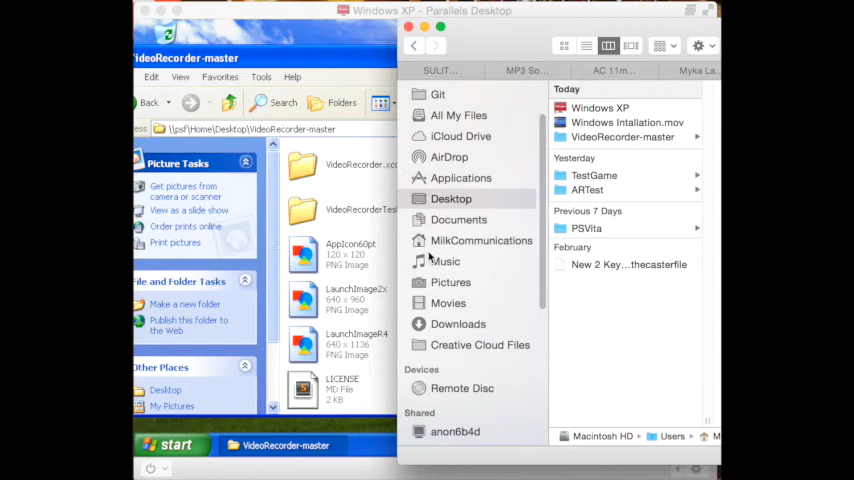 Windows XP - Parallels Desktop
VideoRecorder-master
Edit View Favorites Tools Help
Back Search Folders
ess \\psf\Home\Desktop\VideoRecorder-master
Picture Tasks
Get pictures from
camera or scanner
View as a slide show
Order prints online
Print pictures
File and Folder Tasks
Make a new folder
Publish this folder to
the Web
Other Places
Desktop
My Pictures
VideoRecorder.xco
VideoRecorderTe
AppIcon60pt
120 x 120
PNG Image
LaunchImage2x
640 x 960
PNG Image
LaunchImageR4
640 x 1136
PNG Image
LICENSE
MD File
2 KB
start
VideoRecorder-master
SULIT... MP3 So... AC 11m... Myka La...
Git
All My Files
iCloud Drive
AirDrop
Applications
Desktop
Documents
MilkCommunications
Music
Pictures
Movies
Downloads
Creative Cloud Files
Devices
Remote Disc
Shared
anon6b4d
Today
Windows XP
Windows Intallation.mov
VideoRecorder-master
Yesterday
TestGame
ARTest
Previous 7 Days
PSVita
February
New 2 Key...thecasterfile
Macintosh HD Users M